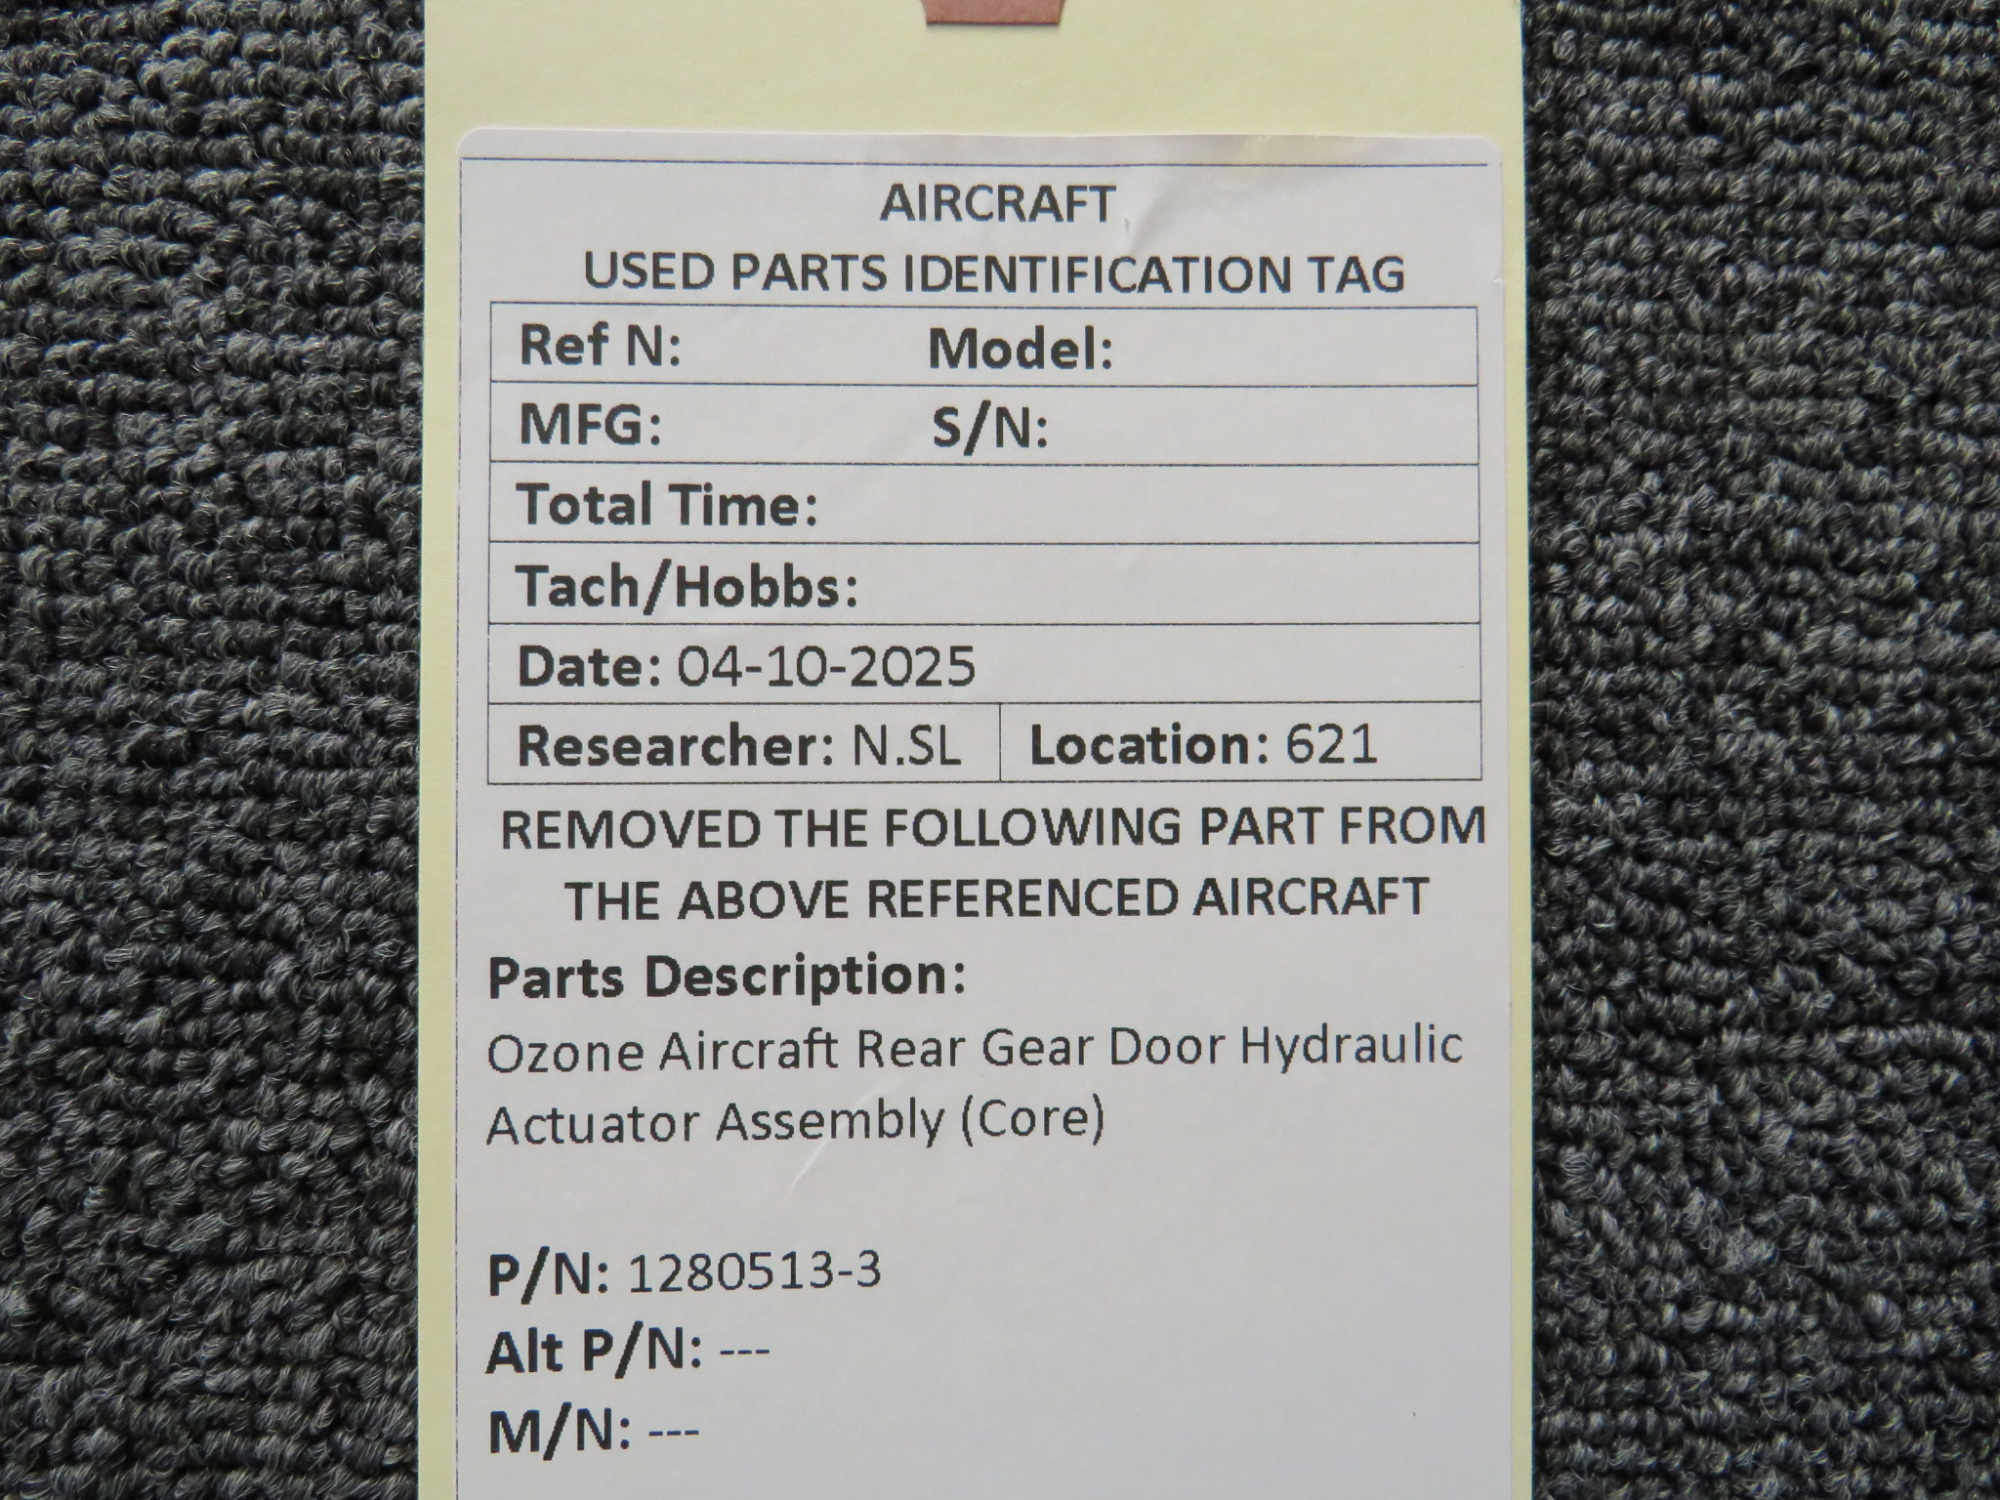 AIRCRAFT
USED PARTS IDENTIFICATION TAG
Ref N: Model:
MFG: S/N:
Total Time:
Tach/Hobbs:
Date: 04-10-2025
Researcher: N.SL Location: 621
REMOVED THE FOLLOWING PART FROM
THE ABOVE REFERENCED AIRCRAFT
Parts Description:
Ozone Aircraft Rear Gear Door Hydraulic
Actuator Assembly (Core)
P/N: 1280513-3
Alt P/N: ---
M/N: ---